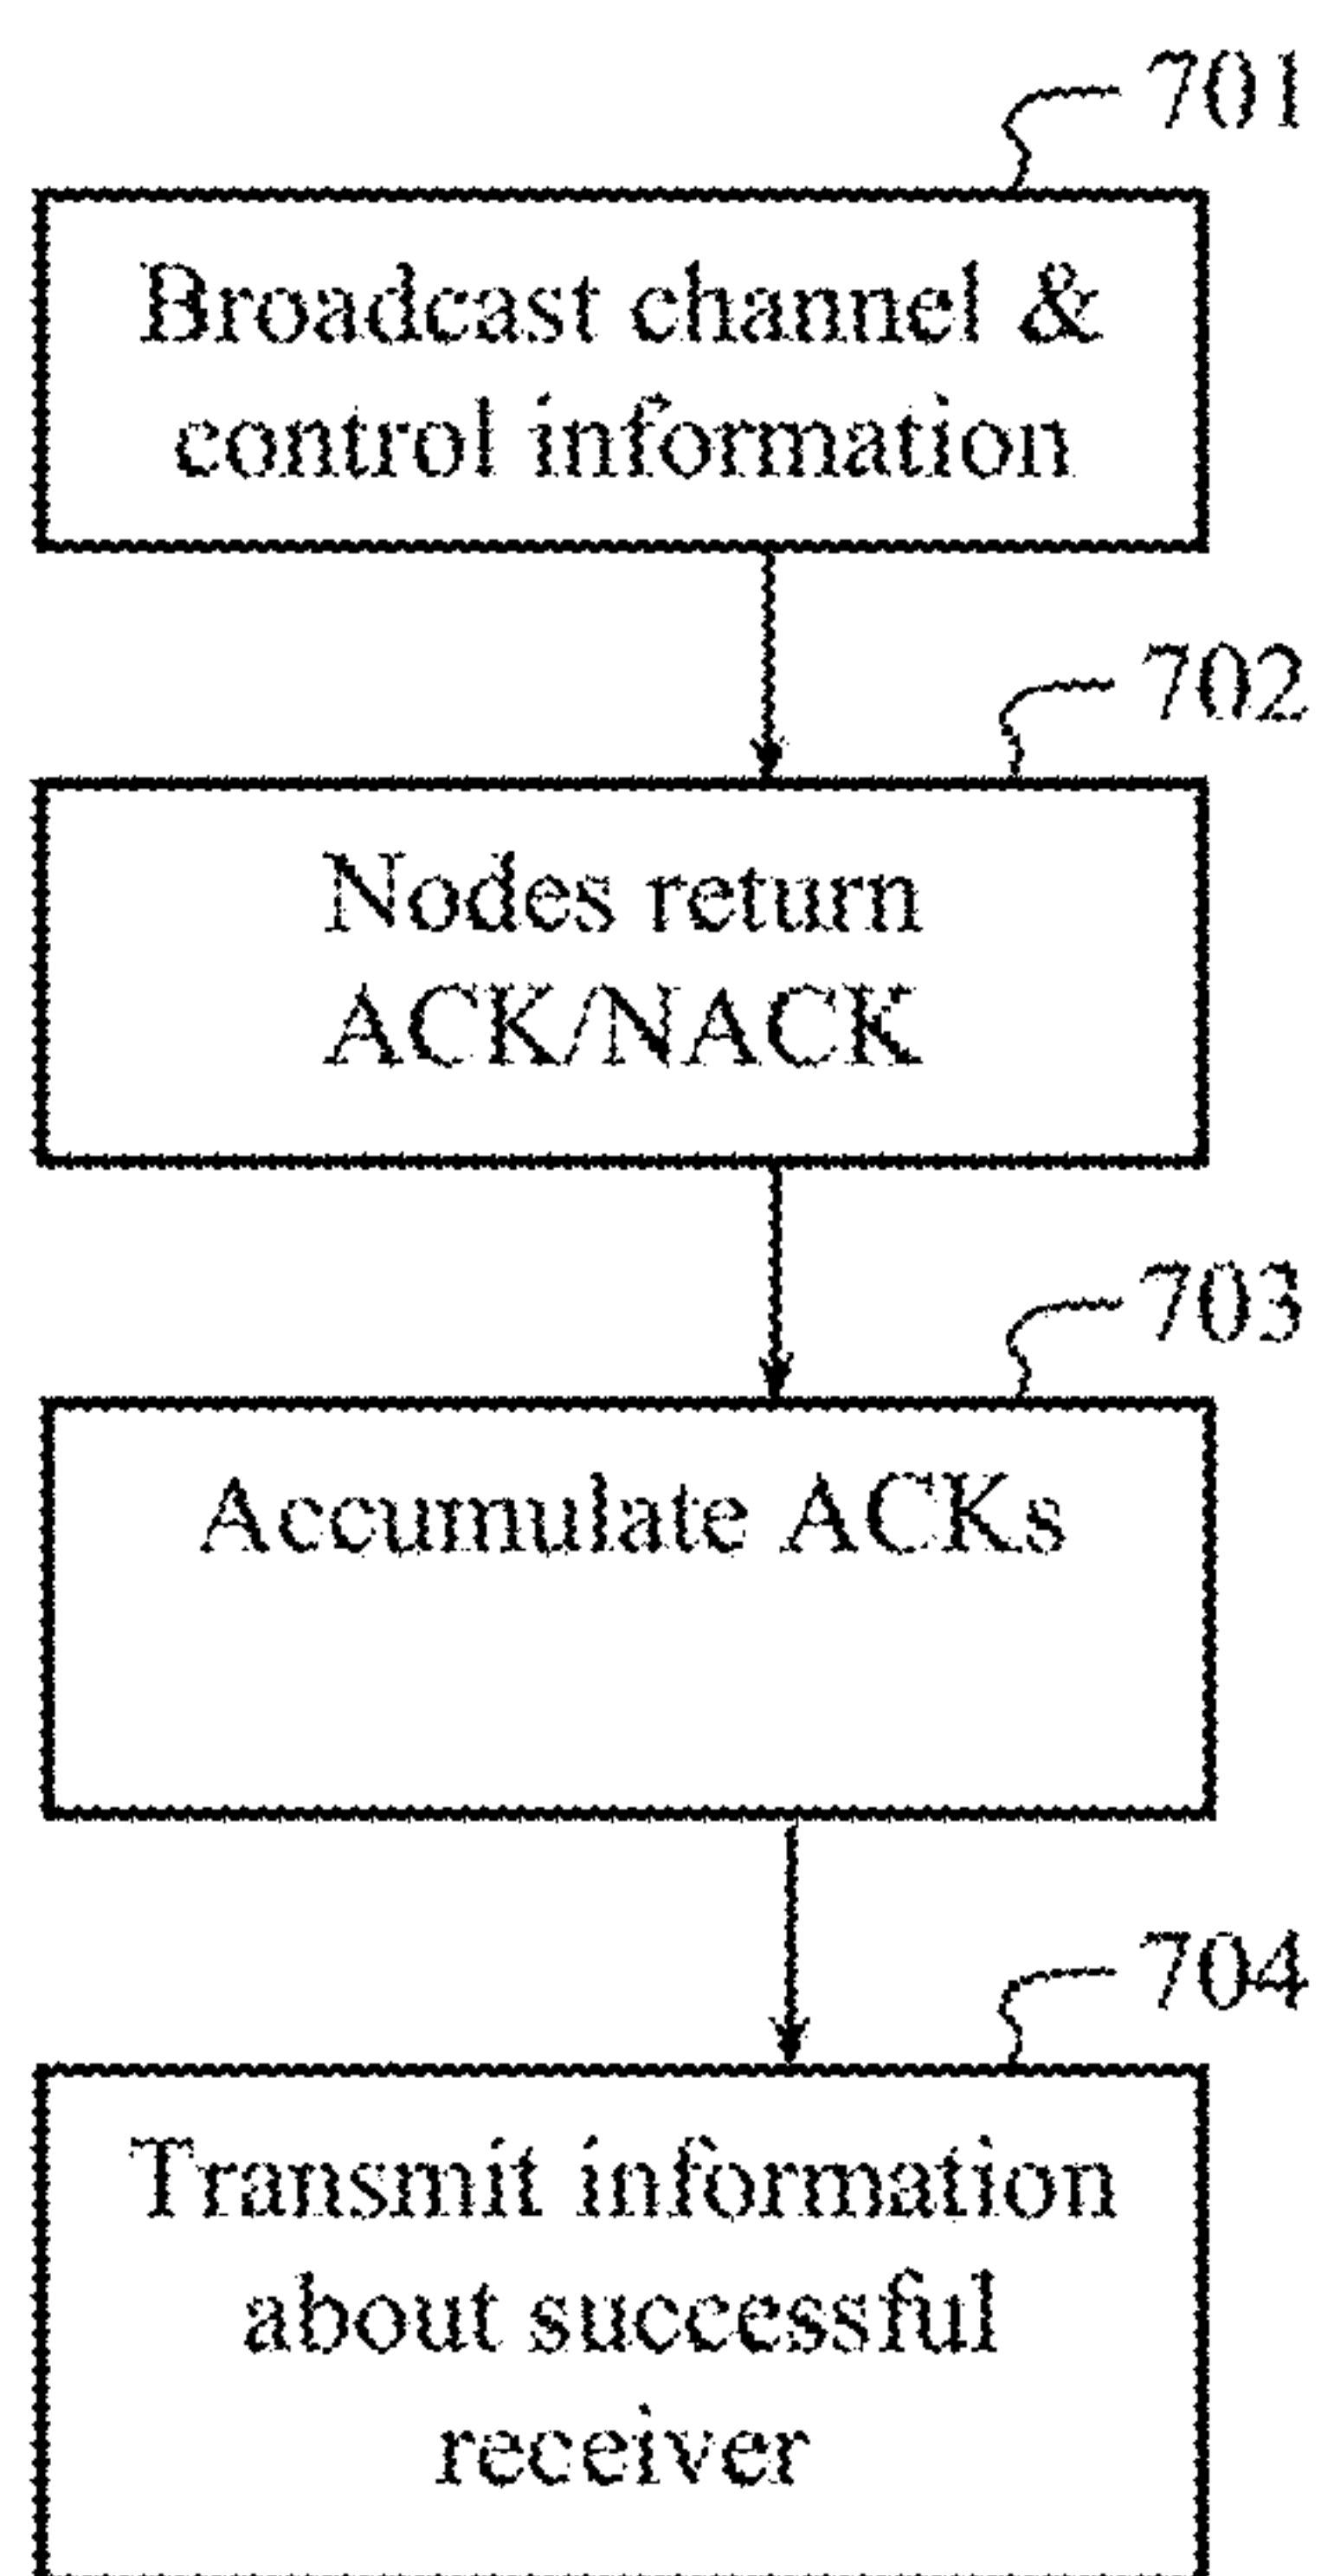 701
Broadcast channel &
control information
702
Nodes return
ACK/NACK
703
Accumulate ACKs
704
Transmit information
about successful
receiver